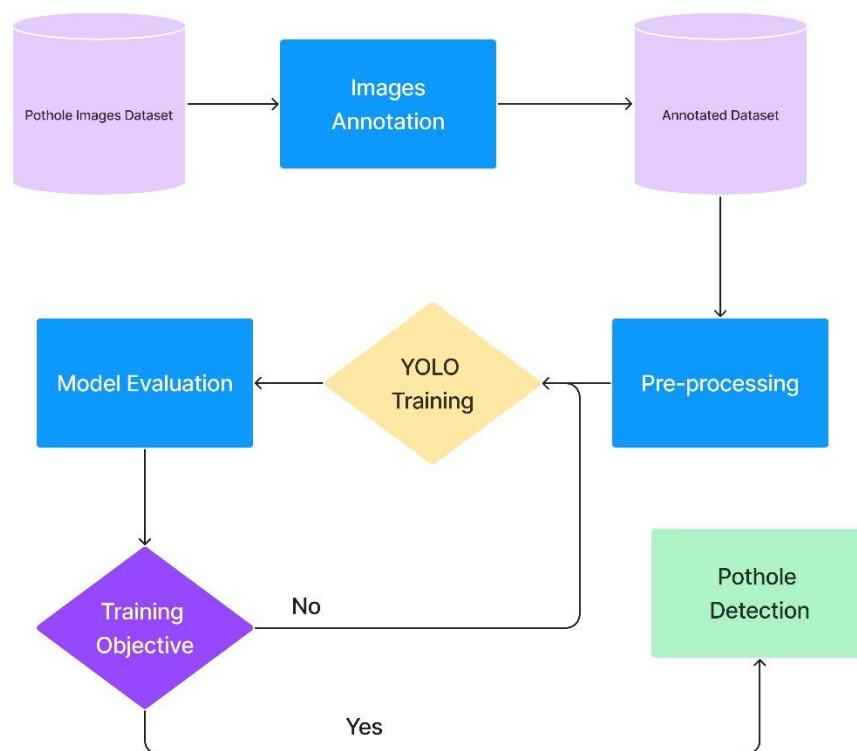 Pothole Images Dataset
Images
Annotation
Annotated Dataset
Model Evaluation
YOLO
Training
Pre-processing
Training
Objective
No
Pothole
Detection
Yes